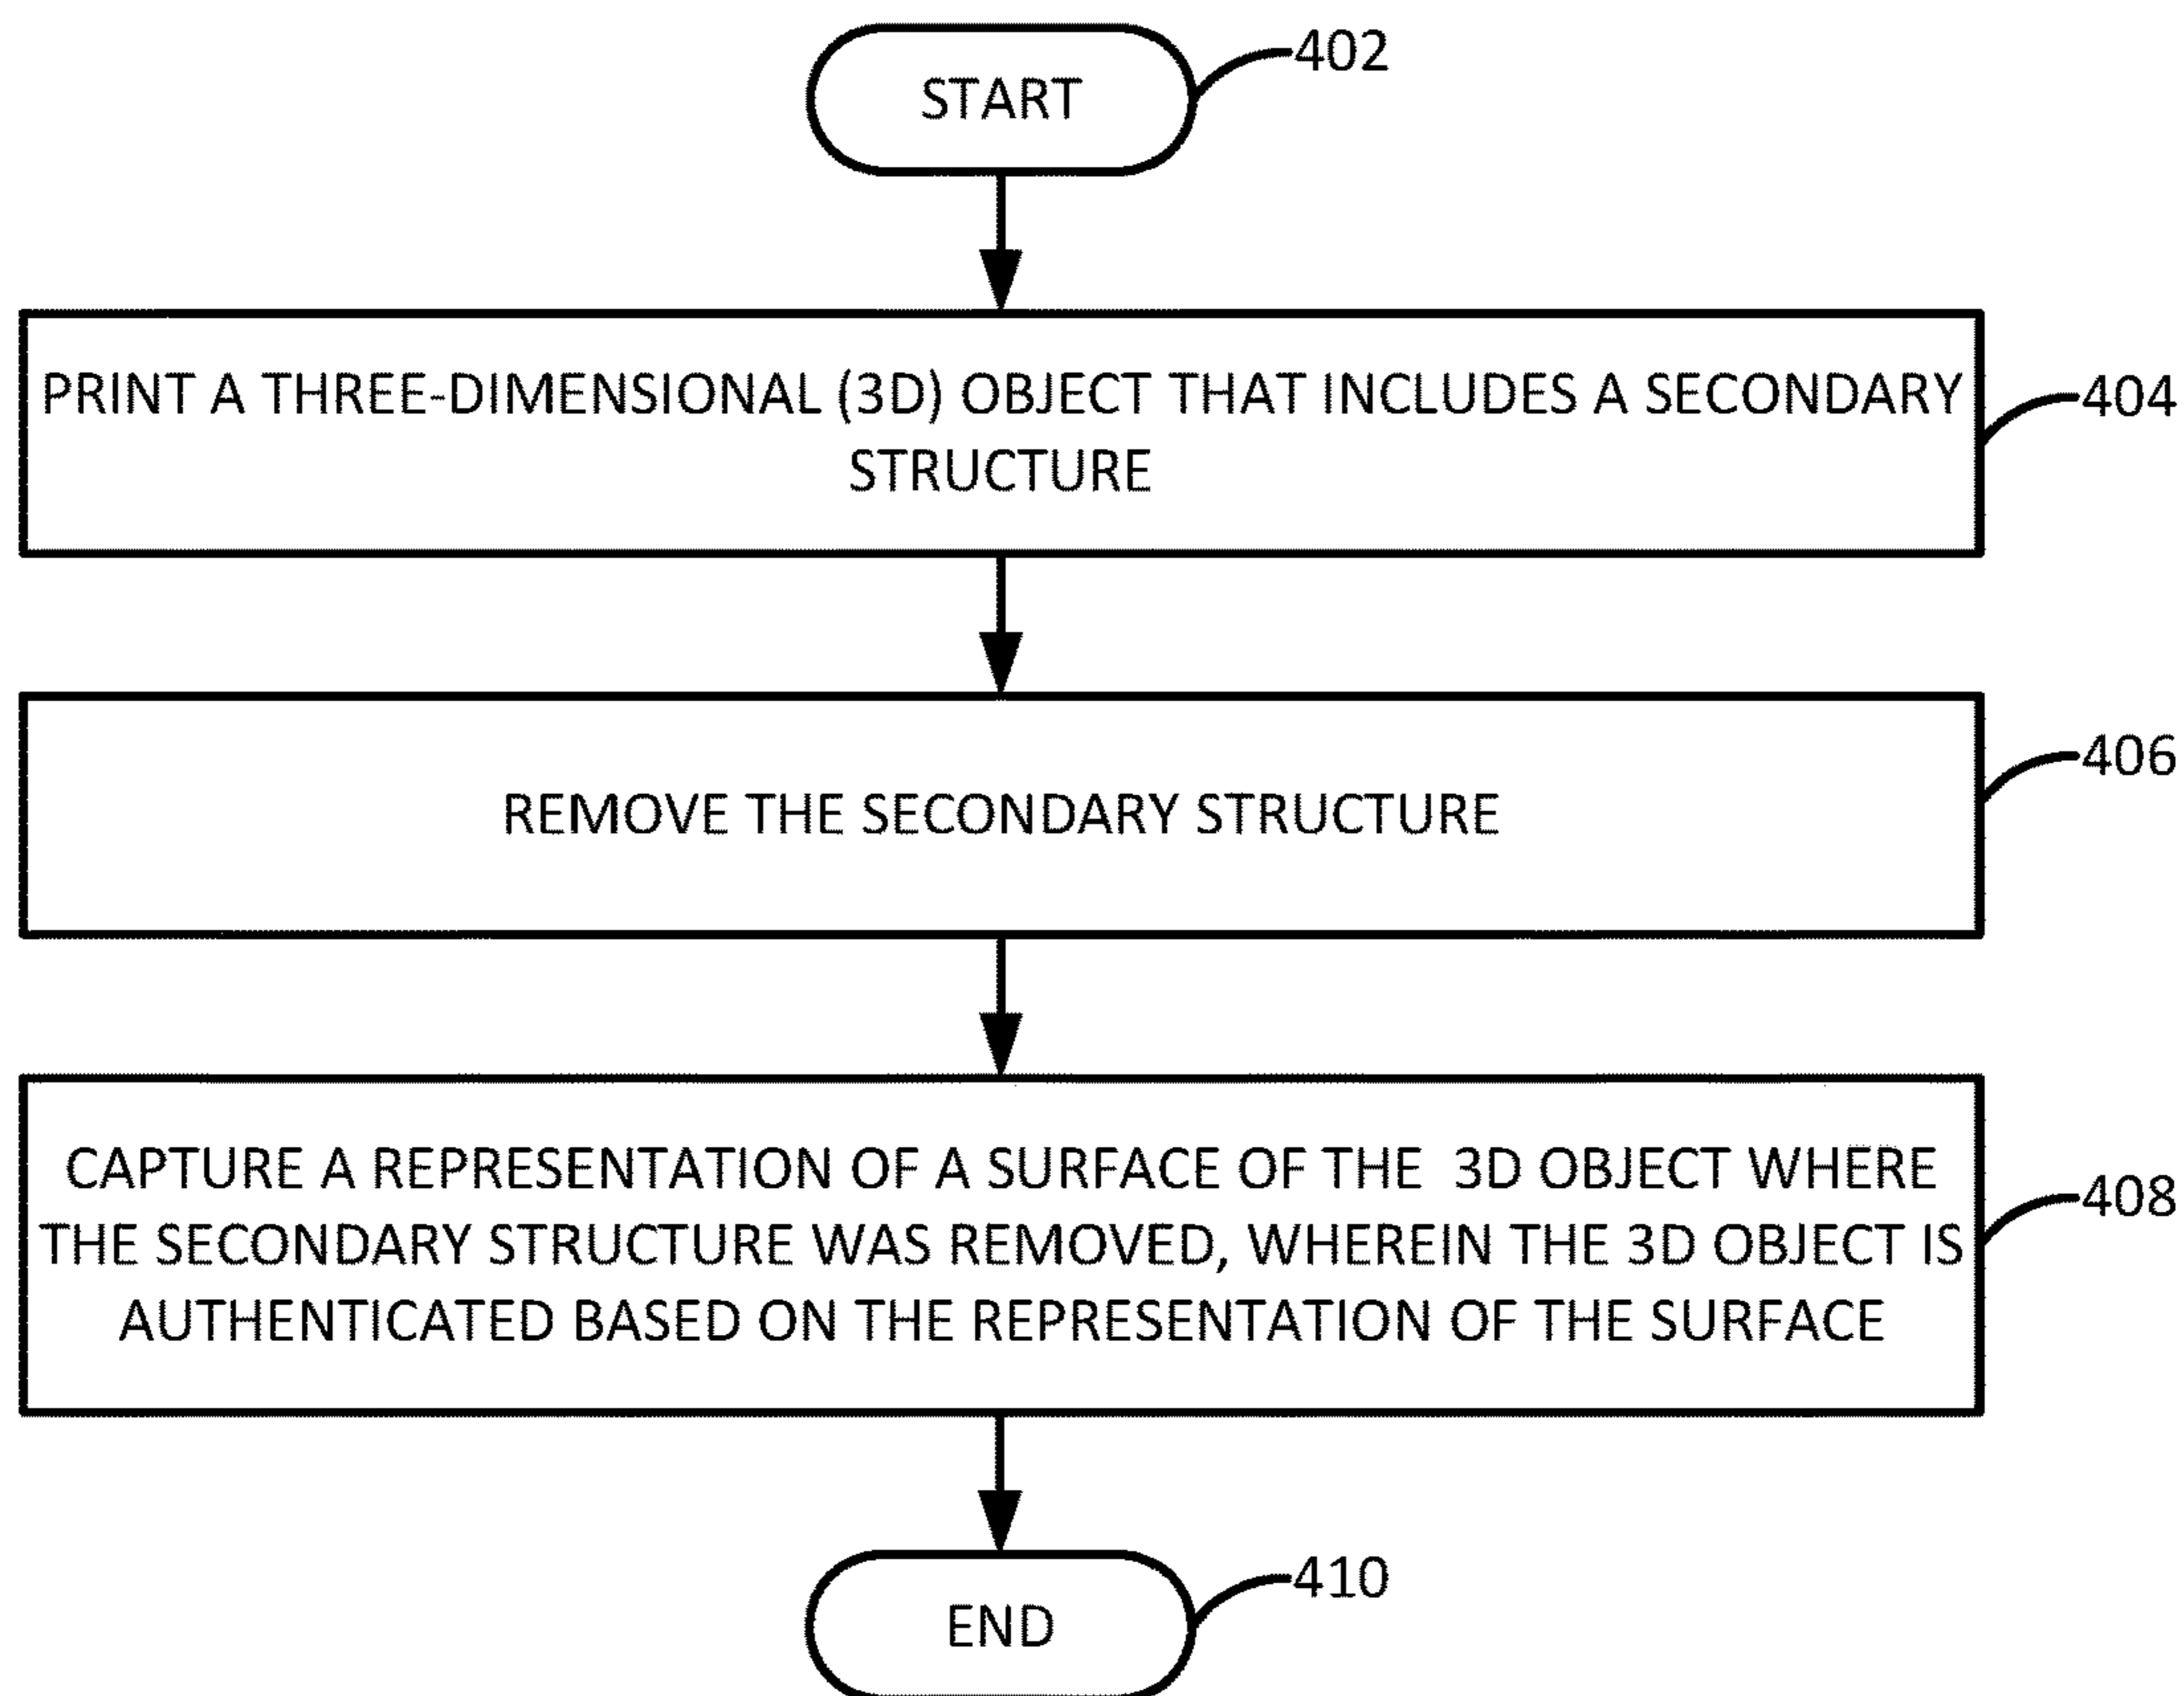 START
402
PRINT A THREE-DIMENSIONAL (3D) OBJECT THAT INCLUDES A SECONDARY
STRUCTURE
404
REMOVE THE SECONDARY STRUCTURE
406
CAPTURE A REPRESENTATION OF A SURFACE OF THE 3D OBJECT WHERE
THE SECONDARY STRUCTURE WAS REMOVED, WHEREIN THE 3D OBJECT IS
AUTHENTICATED BASED ON THE REPRESENTATION OF THE SURFACE
408
END
410